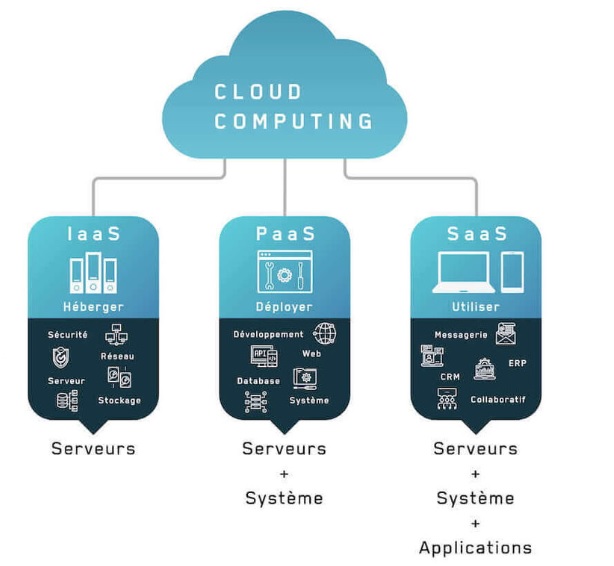 CLOUD
COMPUTING
IaaS
Héberger
Sécurité
Réseau
Serveur
Stockage
Serveurs
PaaS
Déployer
Développement
Web
API
Database
Système
Serveurs
+
Système
SaaS
Utiliser
Messagerie
ERP
CRM
Collaboratif
Serveurs
+
Système
+
Applications